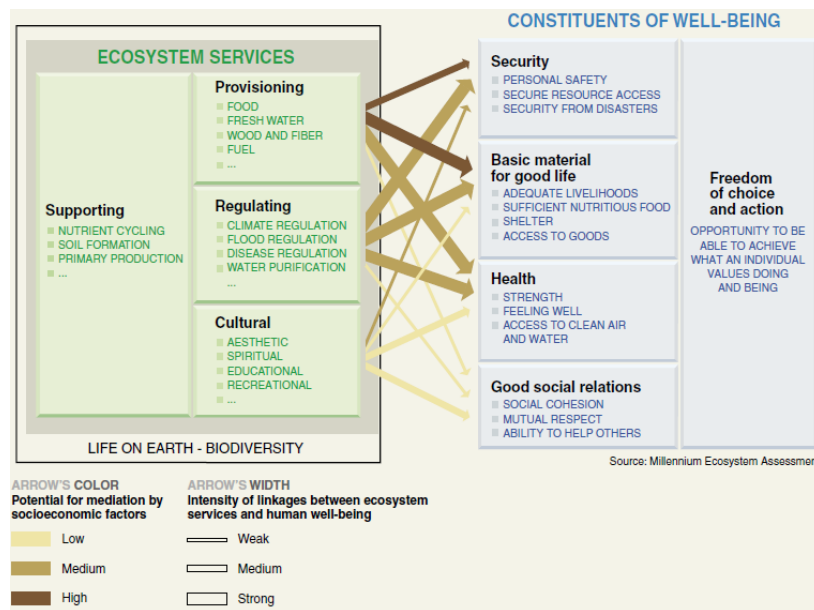 CONSTITUENTS OF WELL-BEING
ECOSYSTEM SERVICES
Supporting
NUTRIENT CYCLING
SOIL FORMATION
PRIMARY PRODUCTION
...
Provisioning
FOOD
FRESH WATER
WOOD AND FIBER
FUEL
...
Regulating
CLIMATE REGULATION
FLOOD REGULATION
DISEASE REGULATION
WATER PURIFICATION
...
Cultural
AESTHETIC
SPIRITUAL
EDUCATIONAL
RECREATIONAL
...
LIFE ON EARTH - BIODIVERSITY
Security
PERSONAL SAFETY
SECURE RESOURCE ACCESS
SECURITY FROM DISASTERS
Basic material
for good life
ADEQUATE LIVELIHOODS
SUFFICIENT NUTRITIOUS FOOD
SHELTER
ACCESS TO GOODS
Health
STRENGTH
FEELING WELL
ACCESS TO CLEAN AIR
AND WATER
Good social relations
SOCIAL COHESION
MUTUAL RESPECT
ABILITY TO HELP OTHERS
Freedom
of choice
and action
OPPORTUNITY TO BE
ABLE TO ACHIEVE
WHAT AN INDIVIDUAL
VALUES DOING
AND BEING
Source: Millennium Ecosystem Assessmen
ARROW'S COLOR
Potential for mediation by
socioeconomic factors
Low
Medium
High
ARROW'S WIDTH
Intensity of linkages between ecosystem
services and human well-being
Weak
Medium
Strong